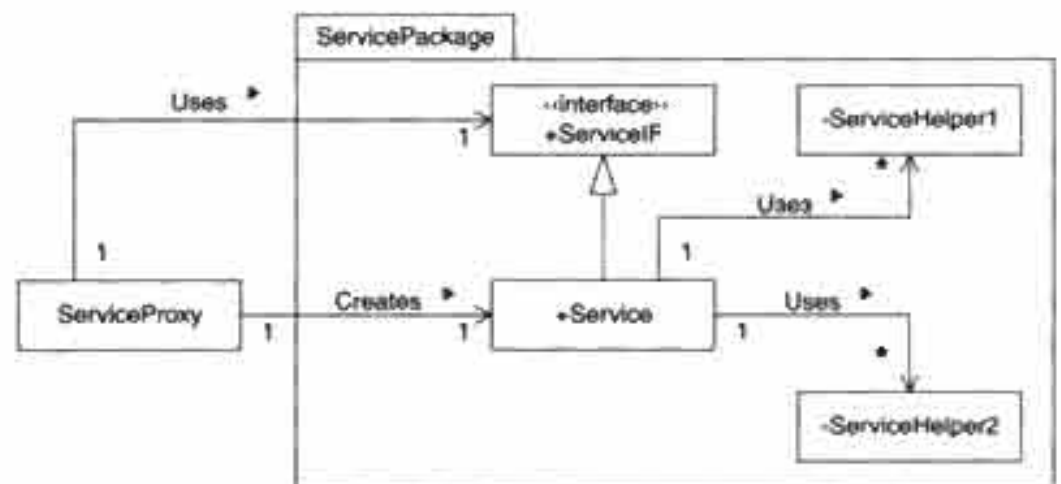 ServicePackage
Uses ▶
«interface»
+ServiceIF
1
-ServiceHelper1
*
Uses ▶
1
1
ServiceProxy
1
Creates ▶
1
+Service
1
Uses ▶
*
-ServiceHelper2